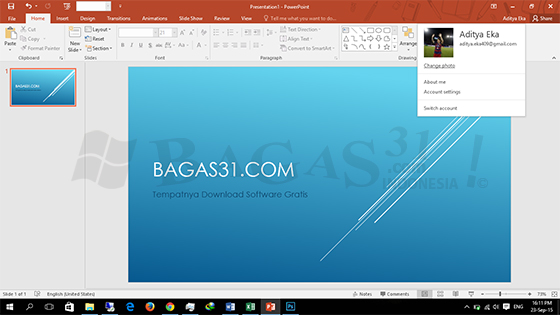 Presentation1 - PowerPoint
File Home Insert Design Transitions Animations Slide Show Review View Tell me what you want to do... Aditya Eka Share
Paste
Cut
Copy
Format Painter
Clipboard
New Slide
Layout
Reset
Section
Slides
Font
Paragraph
Text Direction
Align Text
Convert to SmartArt
Arrange
Drawing
Aditya Eka
aditya.eka409@gmail.com
Change photo
About me
Account settings
Switch account
1
BAGAS31.COM
BAGAS31.COM
Tempatnya Download Software Gratis
BAGAS31!
.com
INDONESIA
Slide 1 of 1 English (United States) Notes Comments 73%
16:11 PM